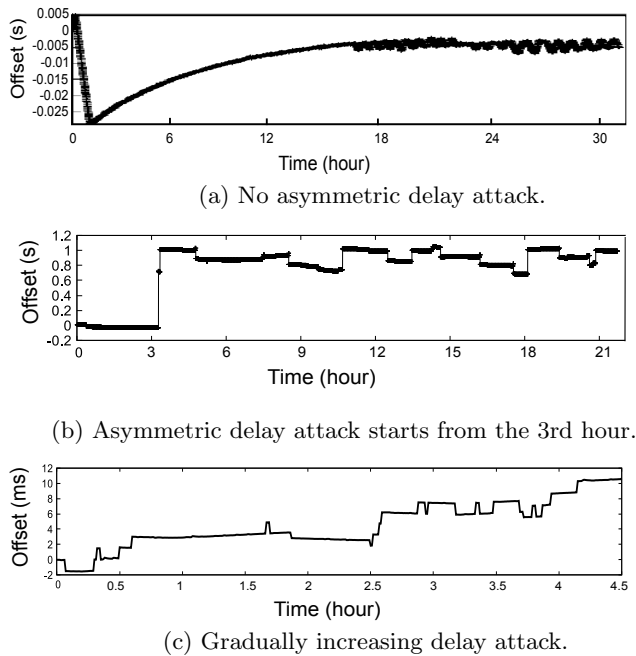 0.005
0
-0.005
-0.015
-0.025
Offset (s)
0 6 12 18 24 30
Time (hour)
(a) No asymmetric delay attack.
1.2
1
0.8
0.6
0.4
0.2
0
-0.2
Offset (s)
0 3 6 9 12 15 18 21
Time (hour)
(b) Asymmetric delay attack starts from the 3rd hour.
12
10
8
6
4
2
0
-2
Offset (ms)
0 0.5 1 1.5 2 2.5 3 3.5 4 4.5
Time (hour)
(c) Gradually increasing delay attack.